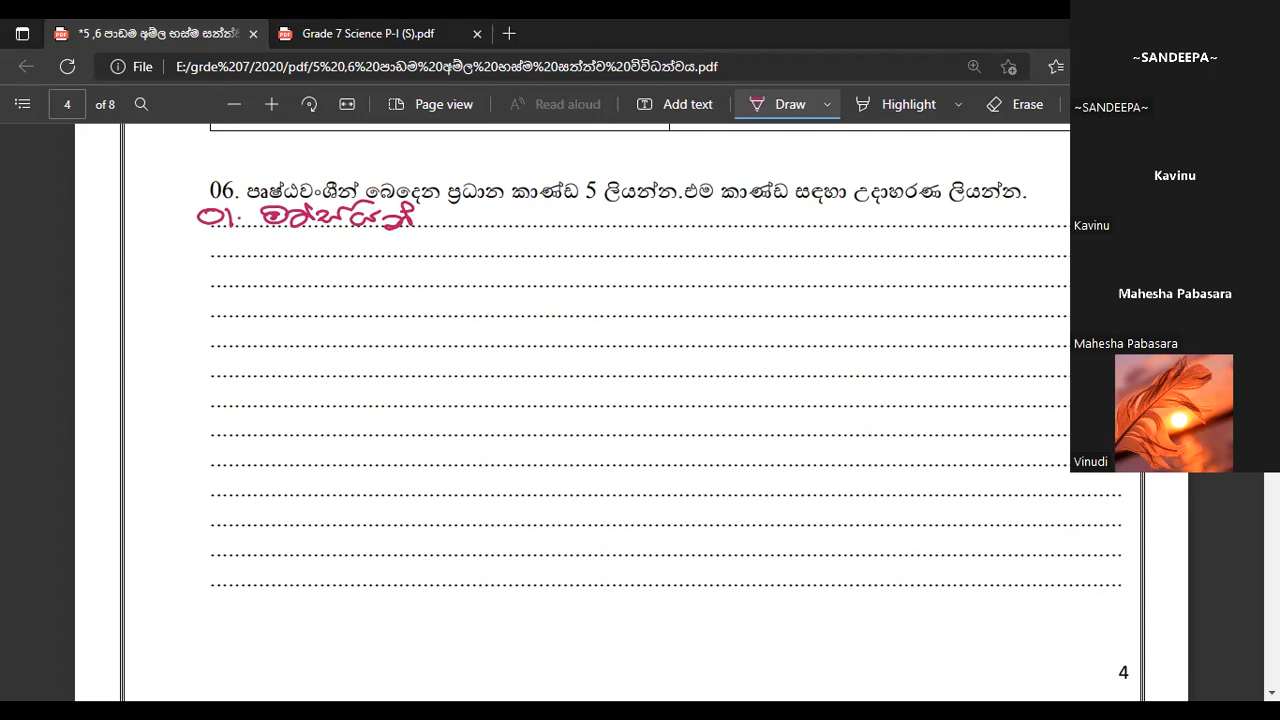 *5 ,6 පාඩම අම්ල භස්ම සත්ත්ව
Grade 7 Science P-I (S).pdf
File
E:/grde%207/2020/pdf/5%20,6%20පාඩම%20අම්ල%20භස්ම%20සත්ත්ව%20විවිධත්වය.pdf
4 of 8
Page view
Read aloud
Add text
Draw
Highlight
Erase
06. පෘෂ්ඨවංශීන් බෙදෙන ප්‍රධාන කාණ්ඩ 5 ලියන්න.එම කාණ්ඩ සඳහා උදාහරණ ලියන්න.
01. මත්සයන්
4
~SANDEEPA~
~SANDEEPA~
Kavinu
Kavinu
Mahesha Pabasara
Mahesha Pabasara
Vinudi